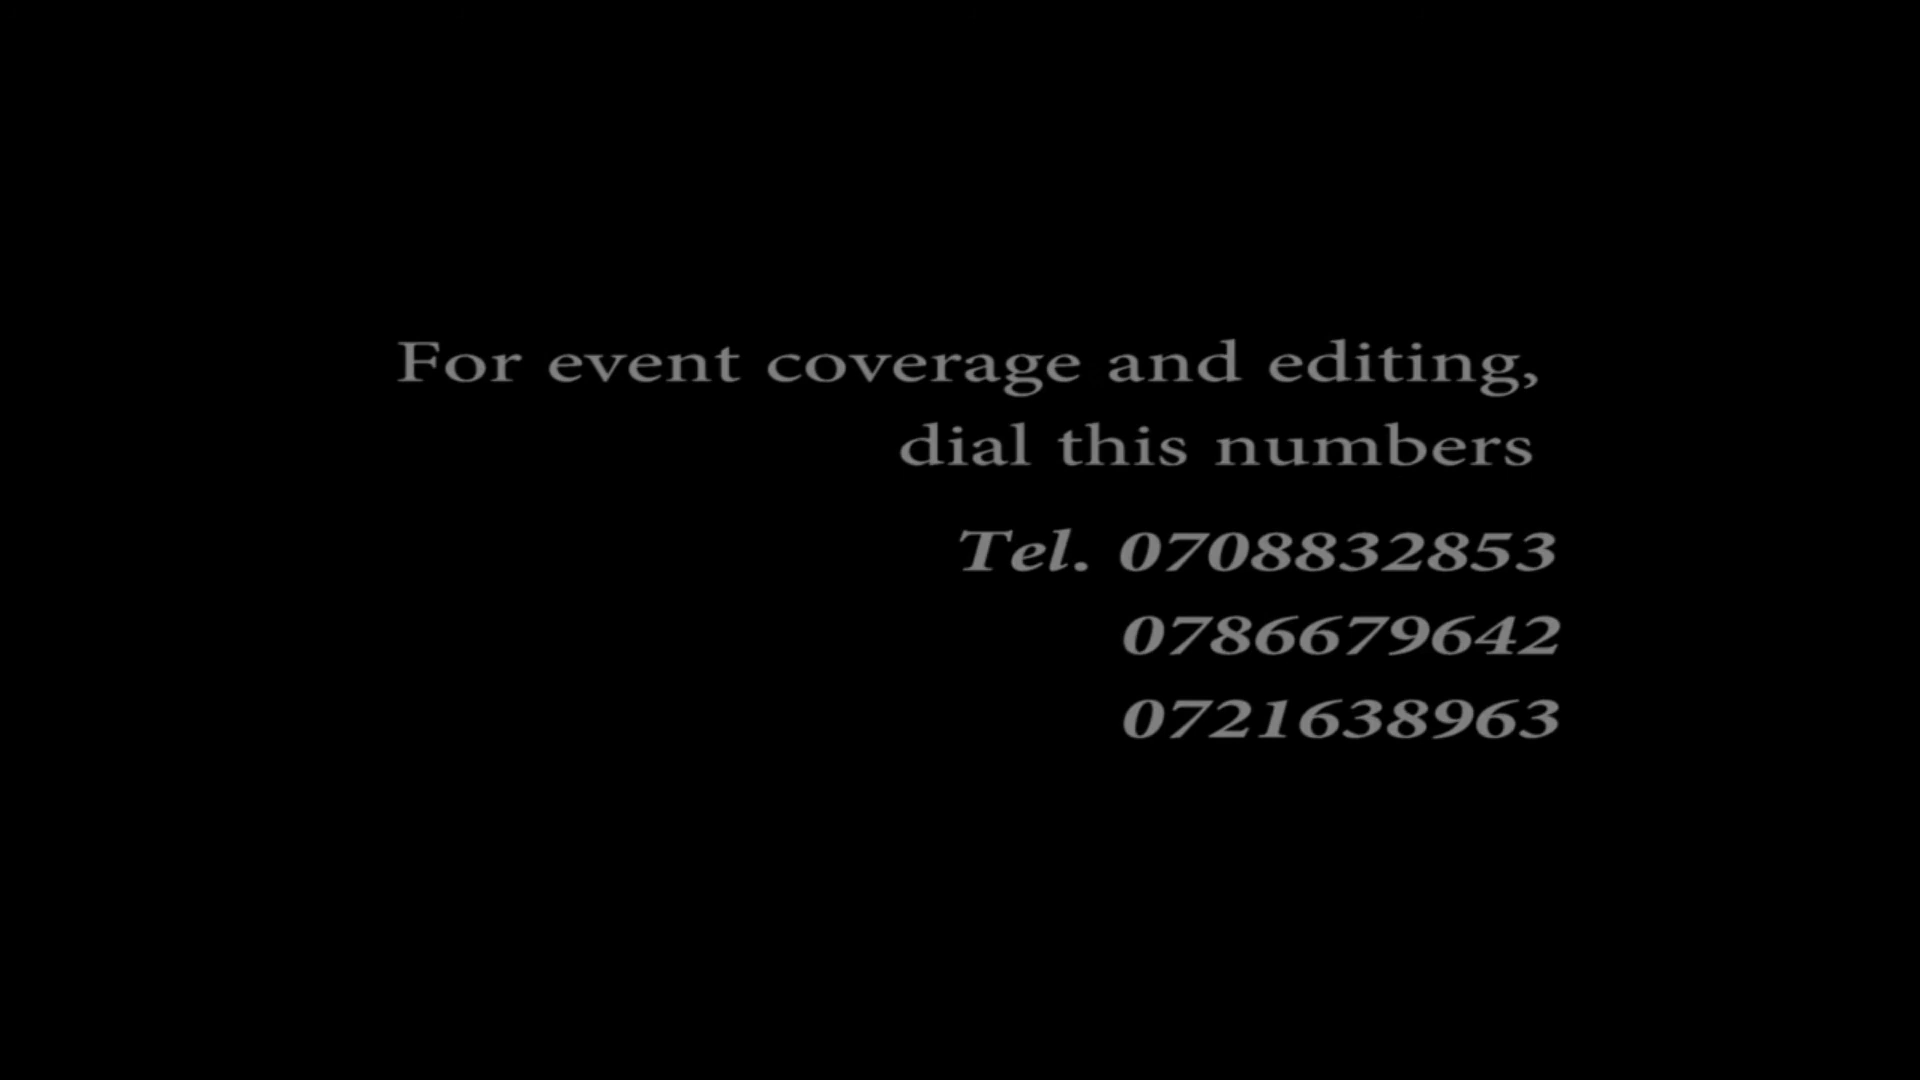 For event coverage and editing,
dial this numbers
Tel. 0708832853
0786679642
0721638963